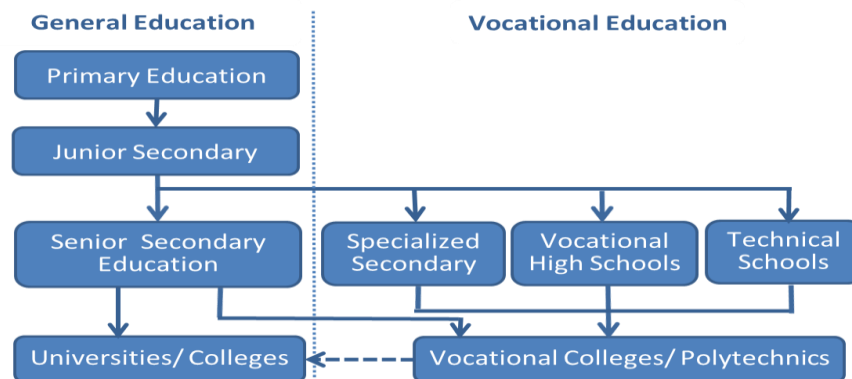 General Education
Vocational Education
Primary Education
Junior Secondary
Senior Secondary
Education
Specialized
Secondary
Vocational
High Schools
Technical
Schools
Universities/ Colleges
Vocational Colleges/ Polytechnics